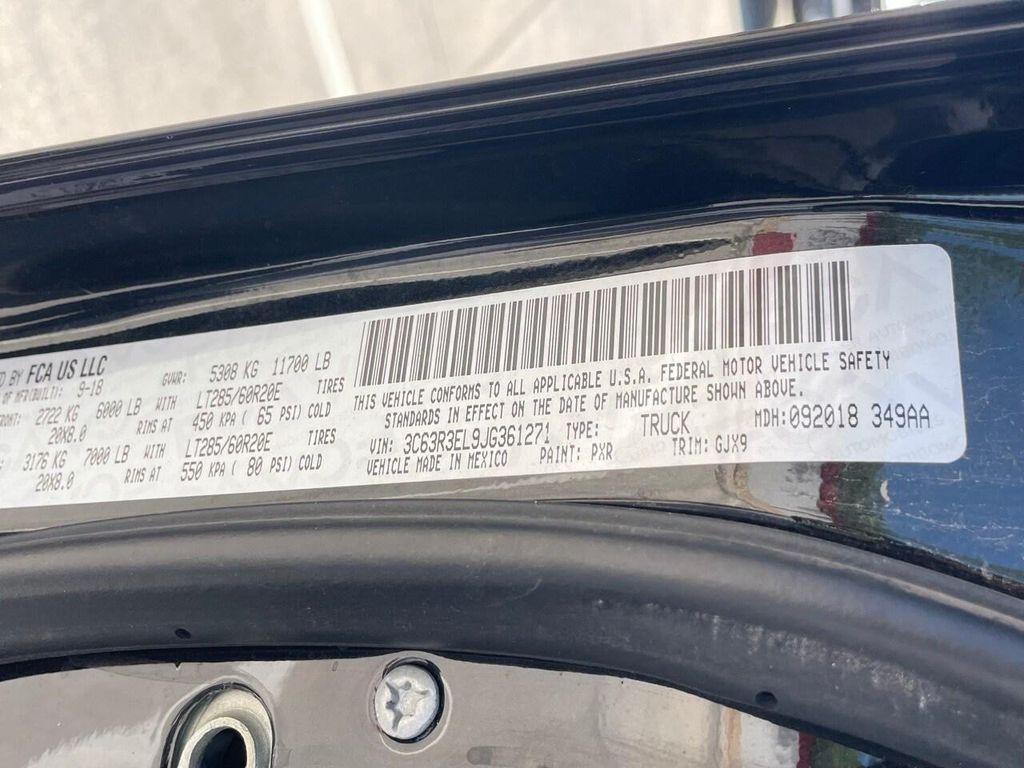 D BY FCA US LLC
OF MFR(BUILT): 9-18 GVWR: 5308 KG 11700 LB
RONT: 2722 KG 6000 LB WITH LT285/60R20E TIRES
20X8.0 RIMS AT 450 KPA ( 65 PSI) COLD
3176 KG 7000 LB WITH LT285/60R20E TIRES
20X8.0 RIMS AT 550 KPA ( 80 PSI) COLD
THIS VEHICLE CONFORMS TO ALL APPLICABLE U.S.A. FEDERAL MOTOR VEHICLE SAFETY
STANDARDS IN EFFECT ON THE DATE OF MANUFACTURE SHOWN ABOVE.
VIN: 3C63R3EL9JG361271 TYPE: TRUCK MDH:092018 349AA
VEHICLE MADE IN MEXICO PAINT: PXR TRIM: GJX9